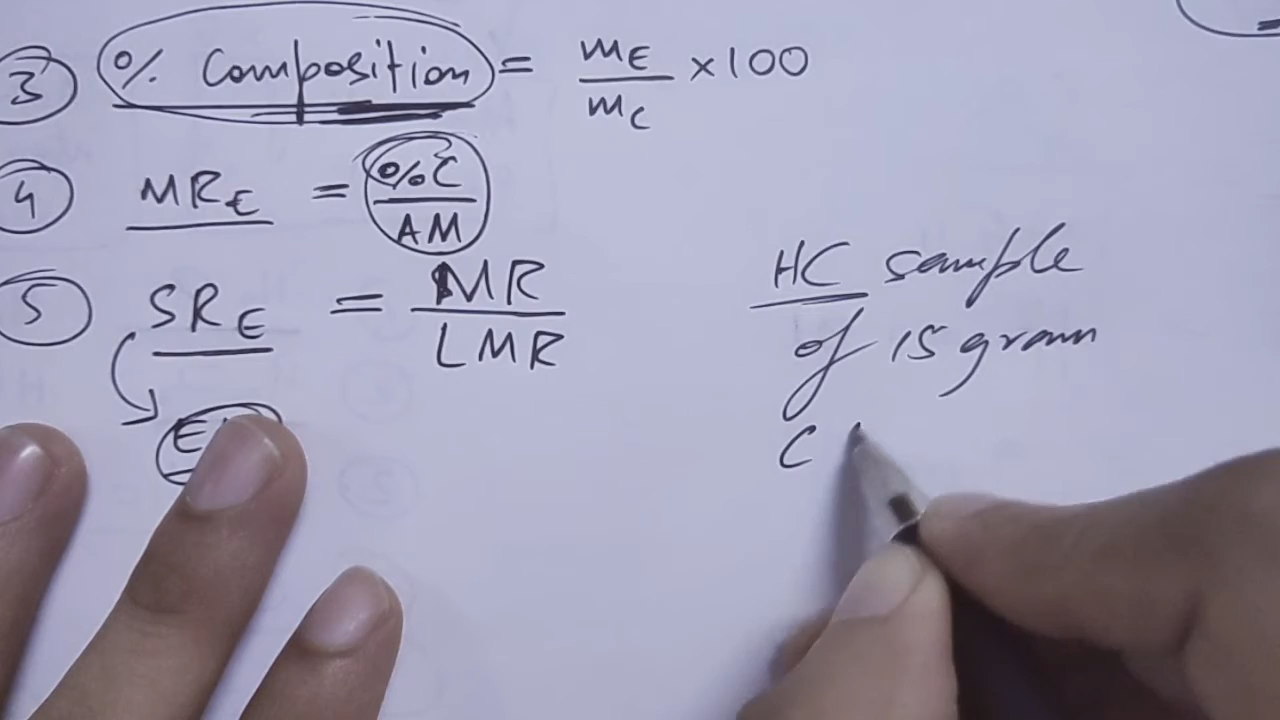 3 % Composition = mE/mC ×100
4 MRE = %E/AM
5 SRE = MR/LMR
HC sample
of 15 gram
C